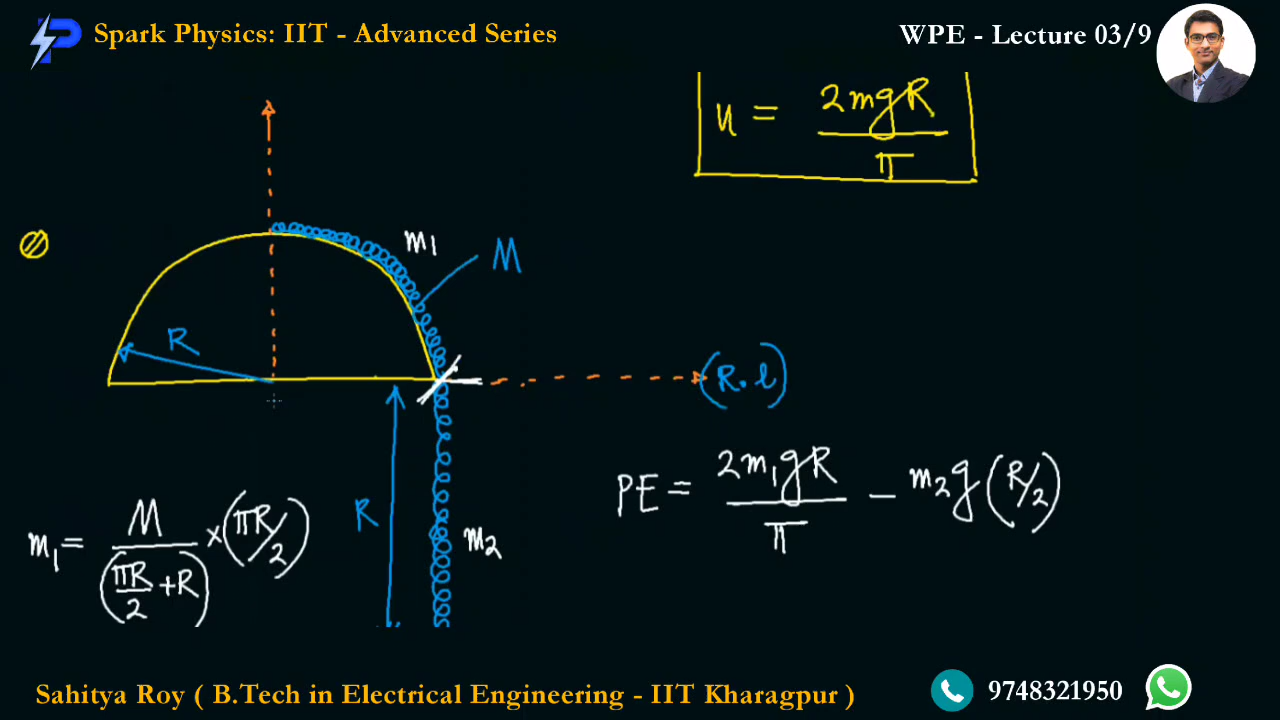 Spark Physics: IIT - Advanced Series
WPE - Lecture 03/9
u = 2mgR/π
m1
M
R
(R.l)
PE = 2m1gR/π - m2g(R/2)
R
m2
m1 = M/(πR/2 + R) × (πR/2)
Sahitya Roy ( B.Tech in Electrical Engineering - IIT Kharagpur )
9748321950